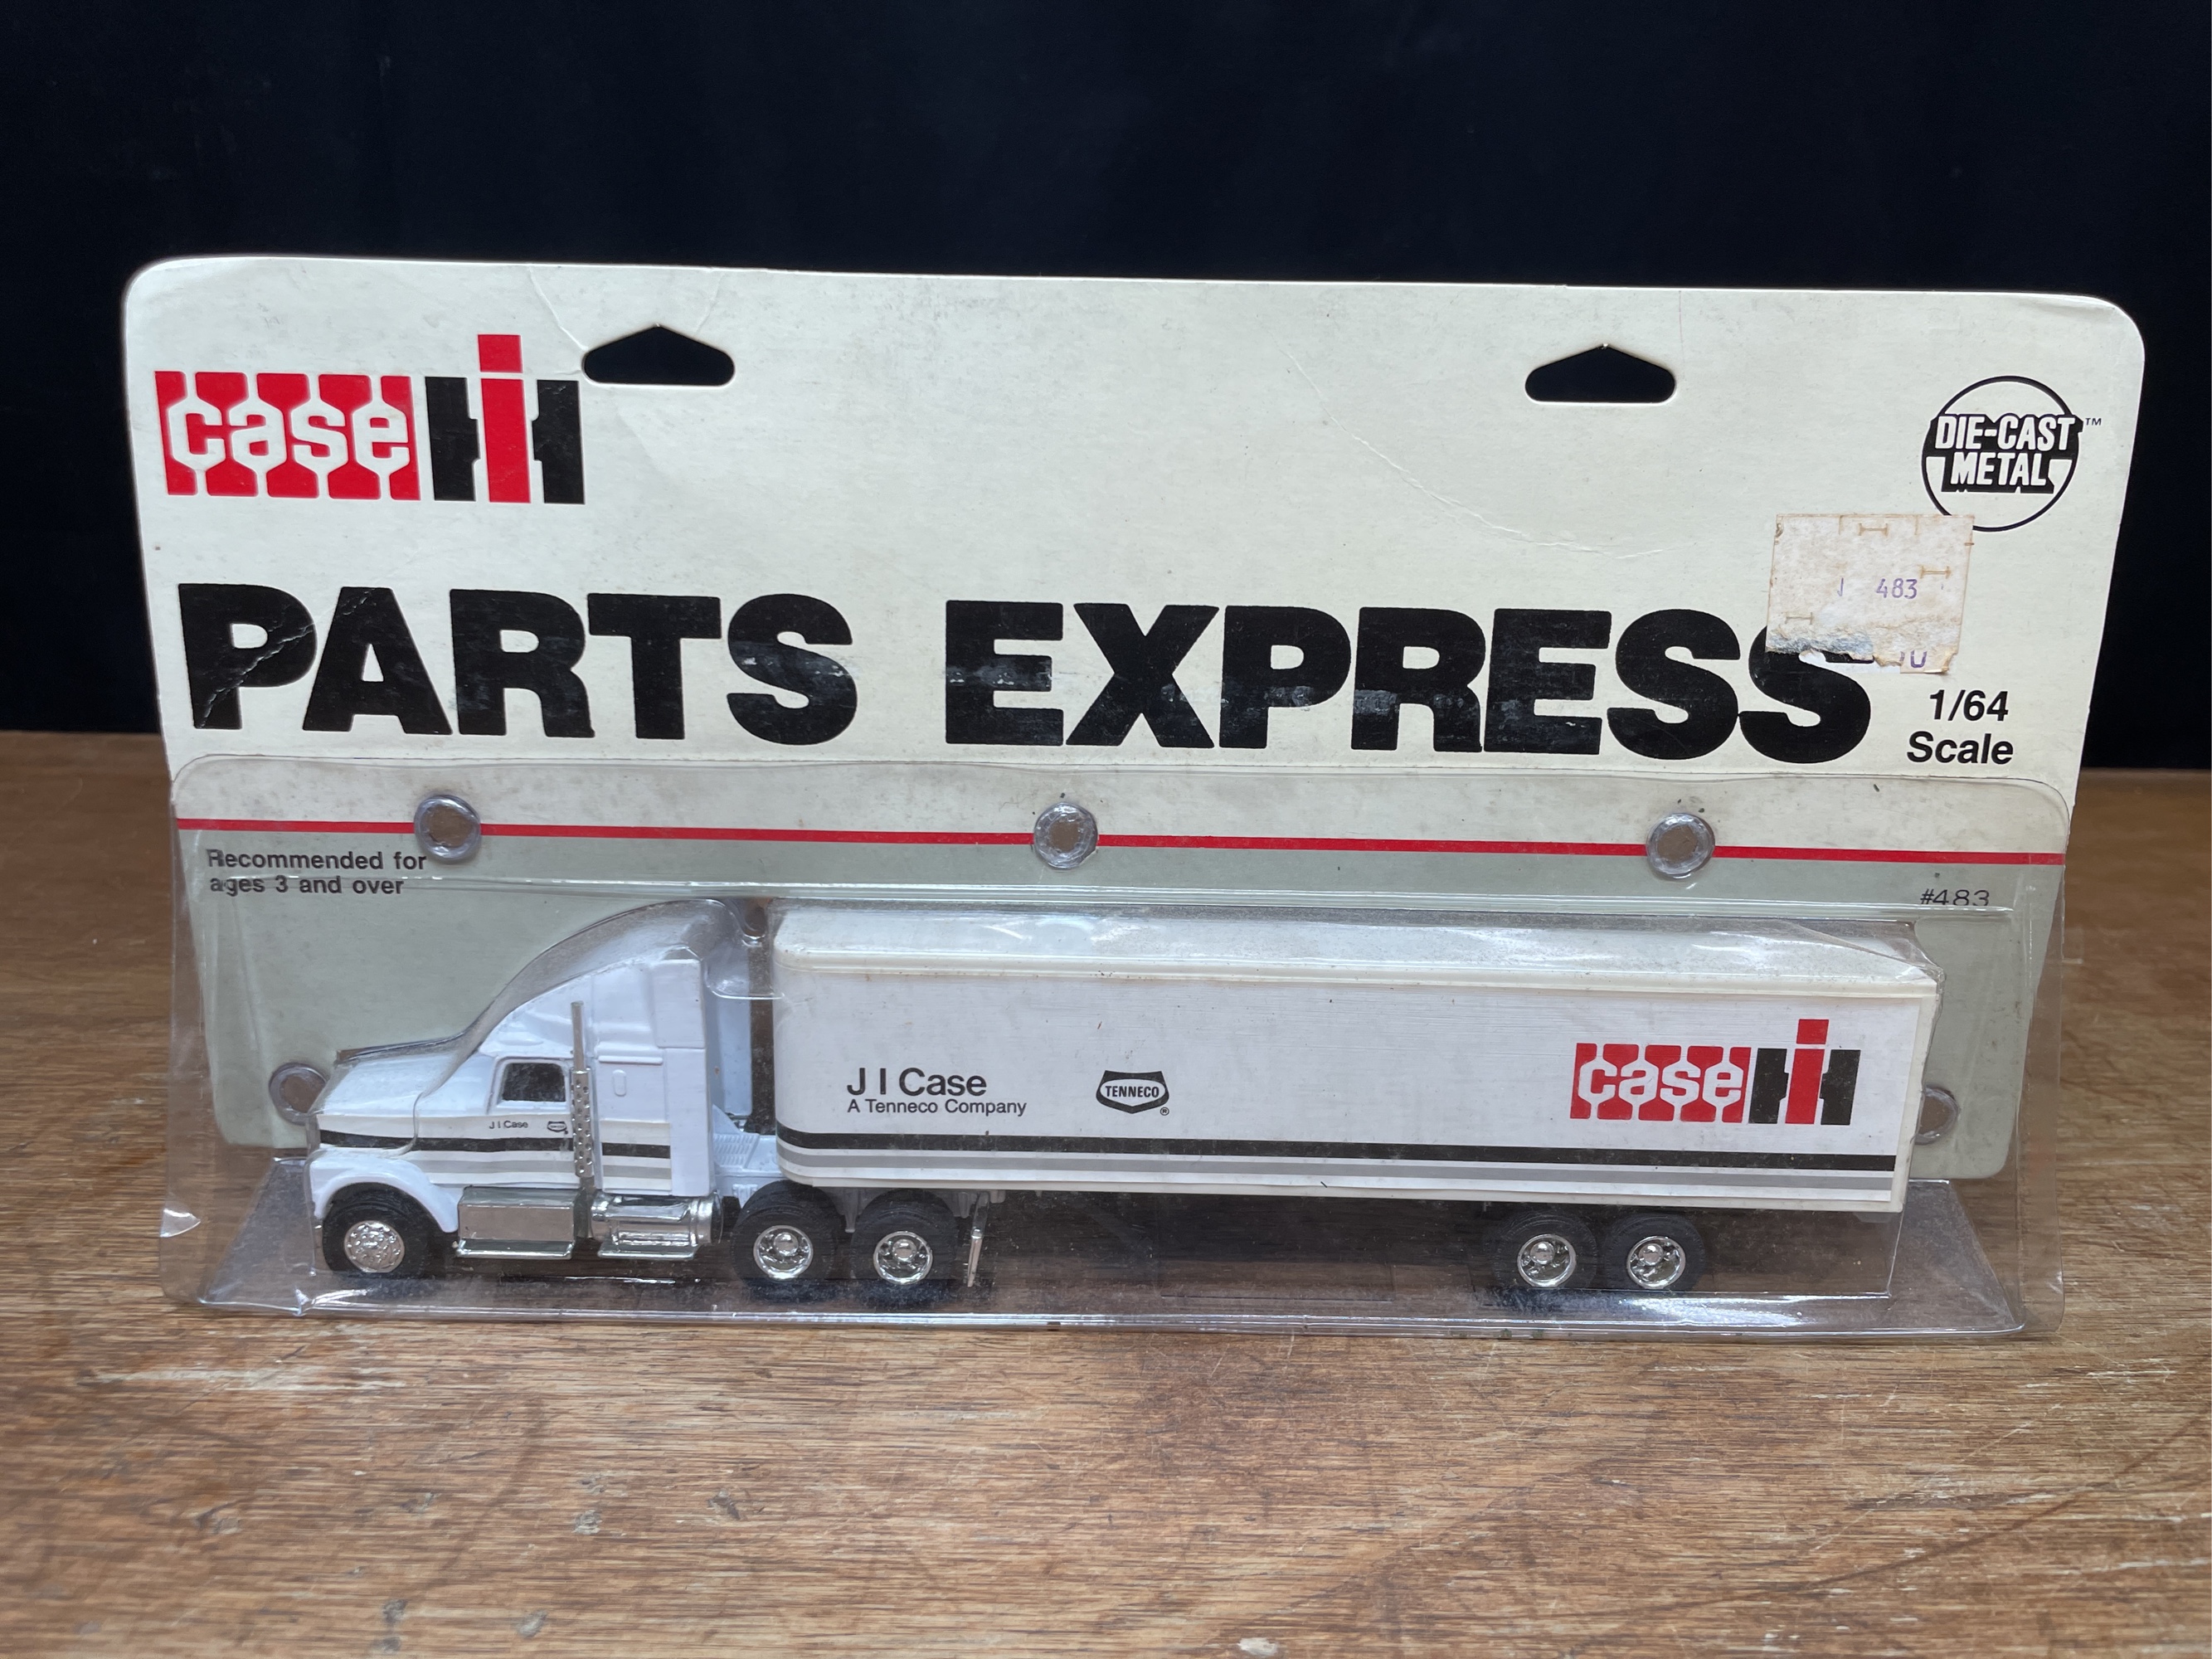 case IH
DIE-CAST™
METAL
J 483
PARTS EXPRESS
1/64
Scale
Recommended for
ages 3 and over
#483
J I Case
A Tenneco Company
TENNECO
®
case IH
J I Case